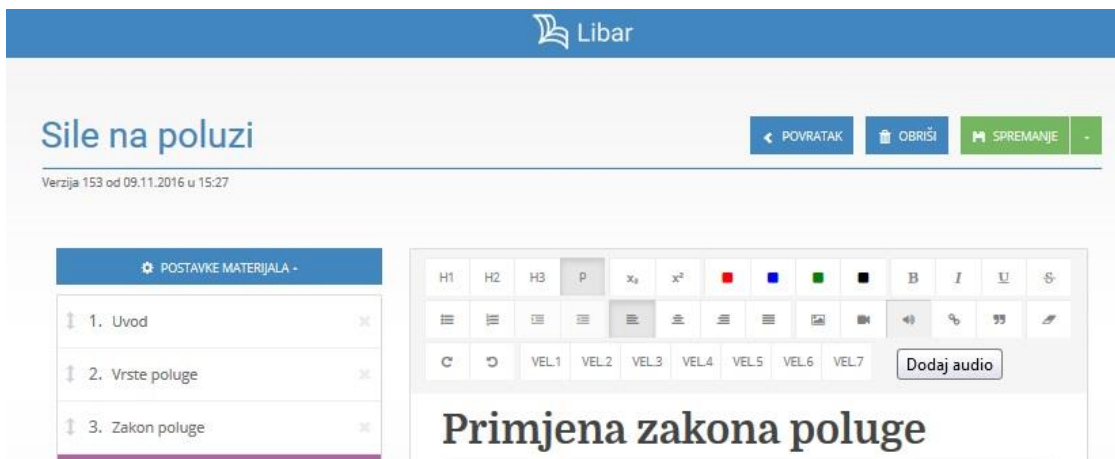 Libar
Sile na poluzi
POVRATAK OBRIŠI SPREMANJE
Verzija 153 od 09.11.2016 u 15:27
POSTAVKE MATERIJALA
1. Uvod
2. Vrste poluge
3. Zakon poluge
H1 H2 H3 P x₂ x² B I U S
VEL.1 VEL.2 VEL.3 VEL.4 VEL.5 VEL.6 VEL.7
Dodaj audio
Primjena zakona poluge